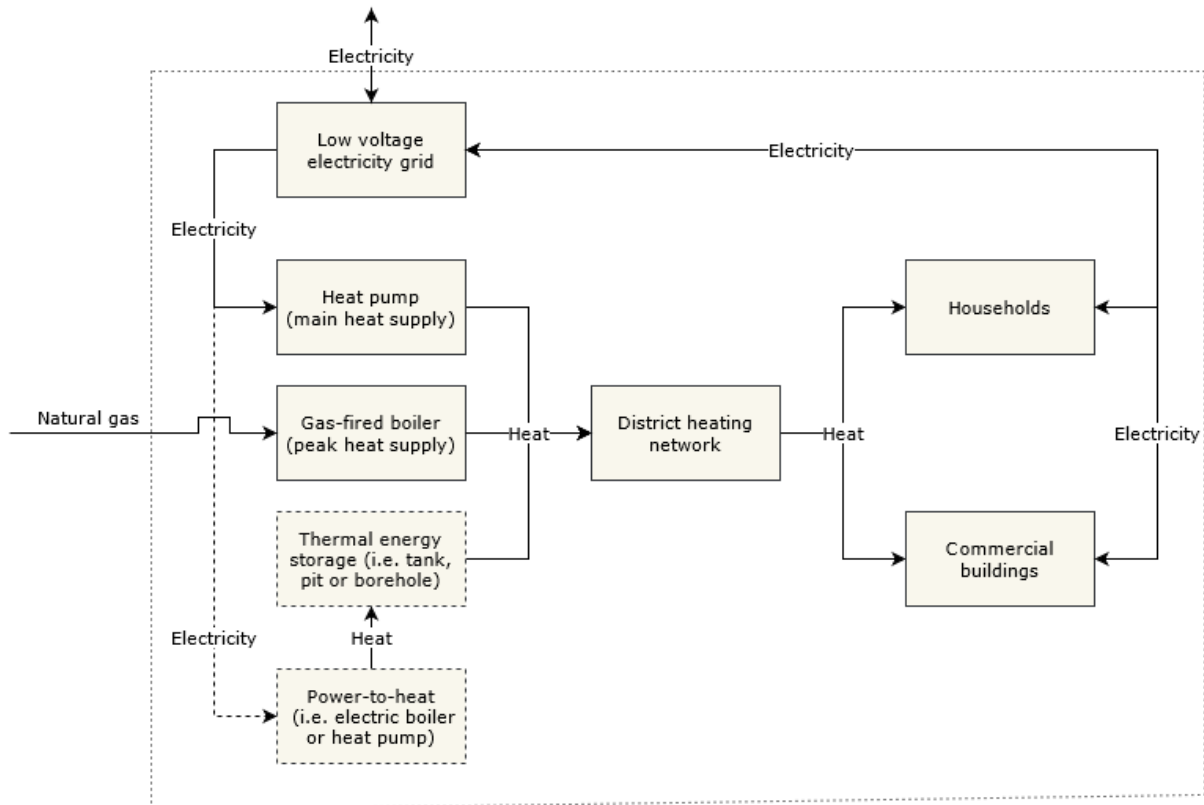 Electricity
Low voltage
electricity grid
Electricity
Electricity
Heat pump
(main heat supply)
Households
Natural gas
Gas-fired boiler
(peak heat supply)
Heat
District heating
network
Heat
Electricity
Thermal energy
storage (i.e. tank,
pit or borehole)
Commercial
buildings
Electricity
Heat
Power-to-heat
(i.e. electric boiler
or heat pump)